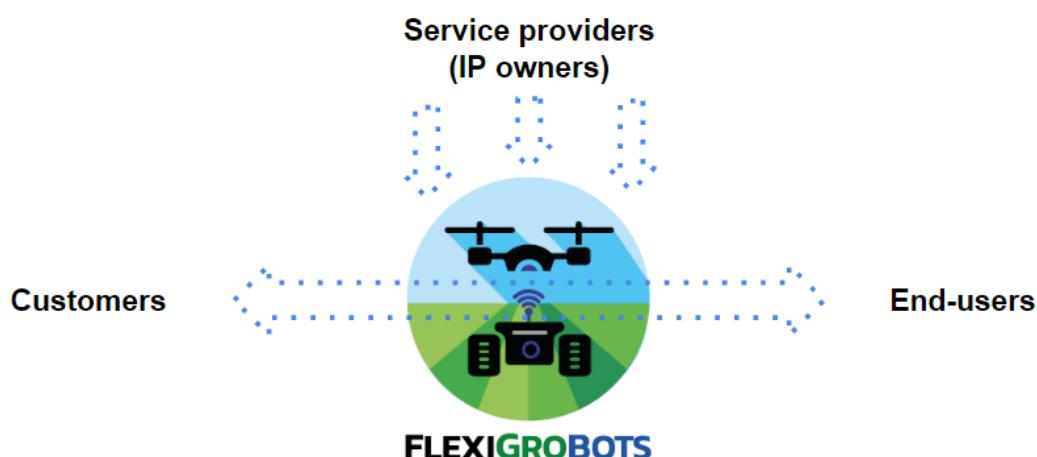 Service providers
(IP owners)
Customers
End-users
FLEXIGROBOTS